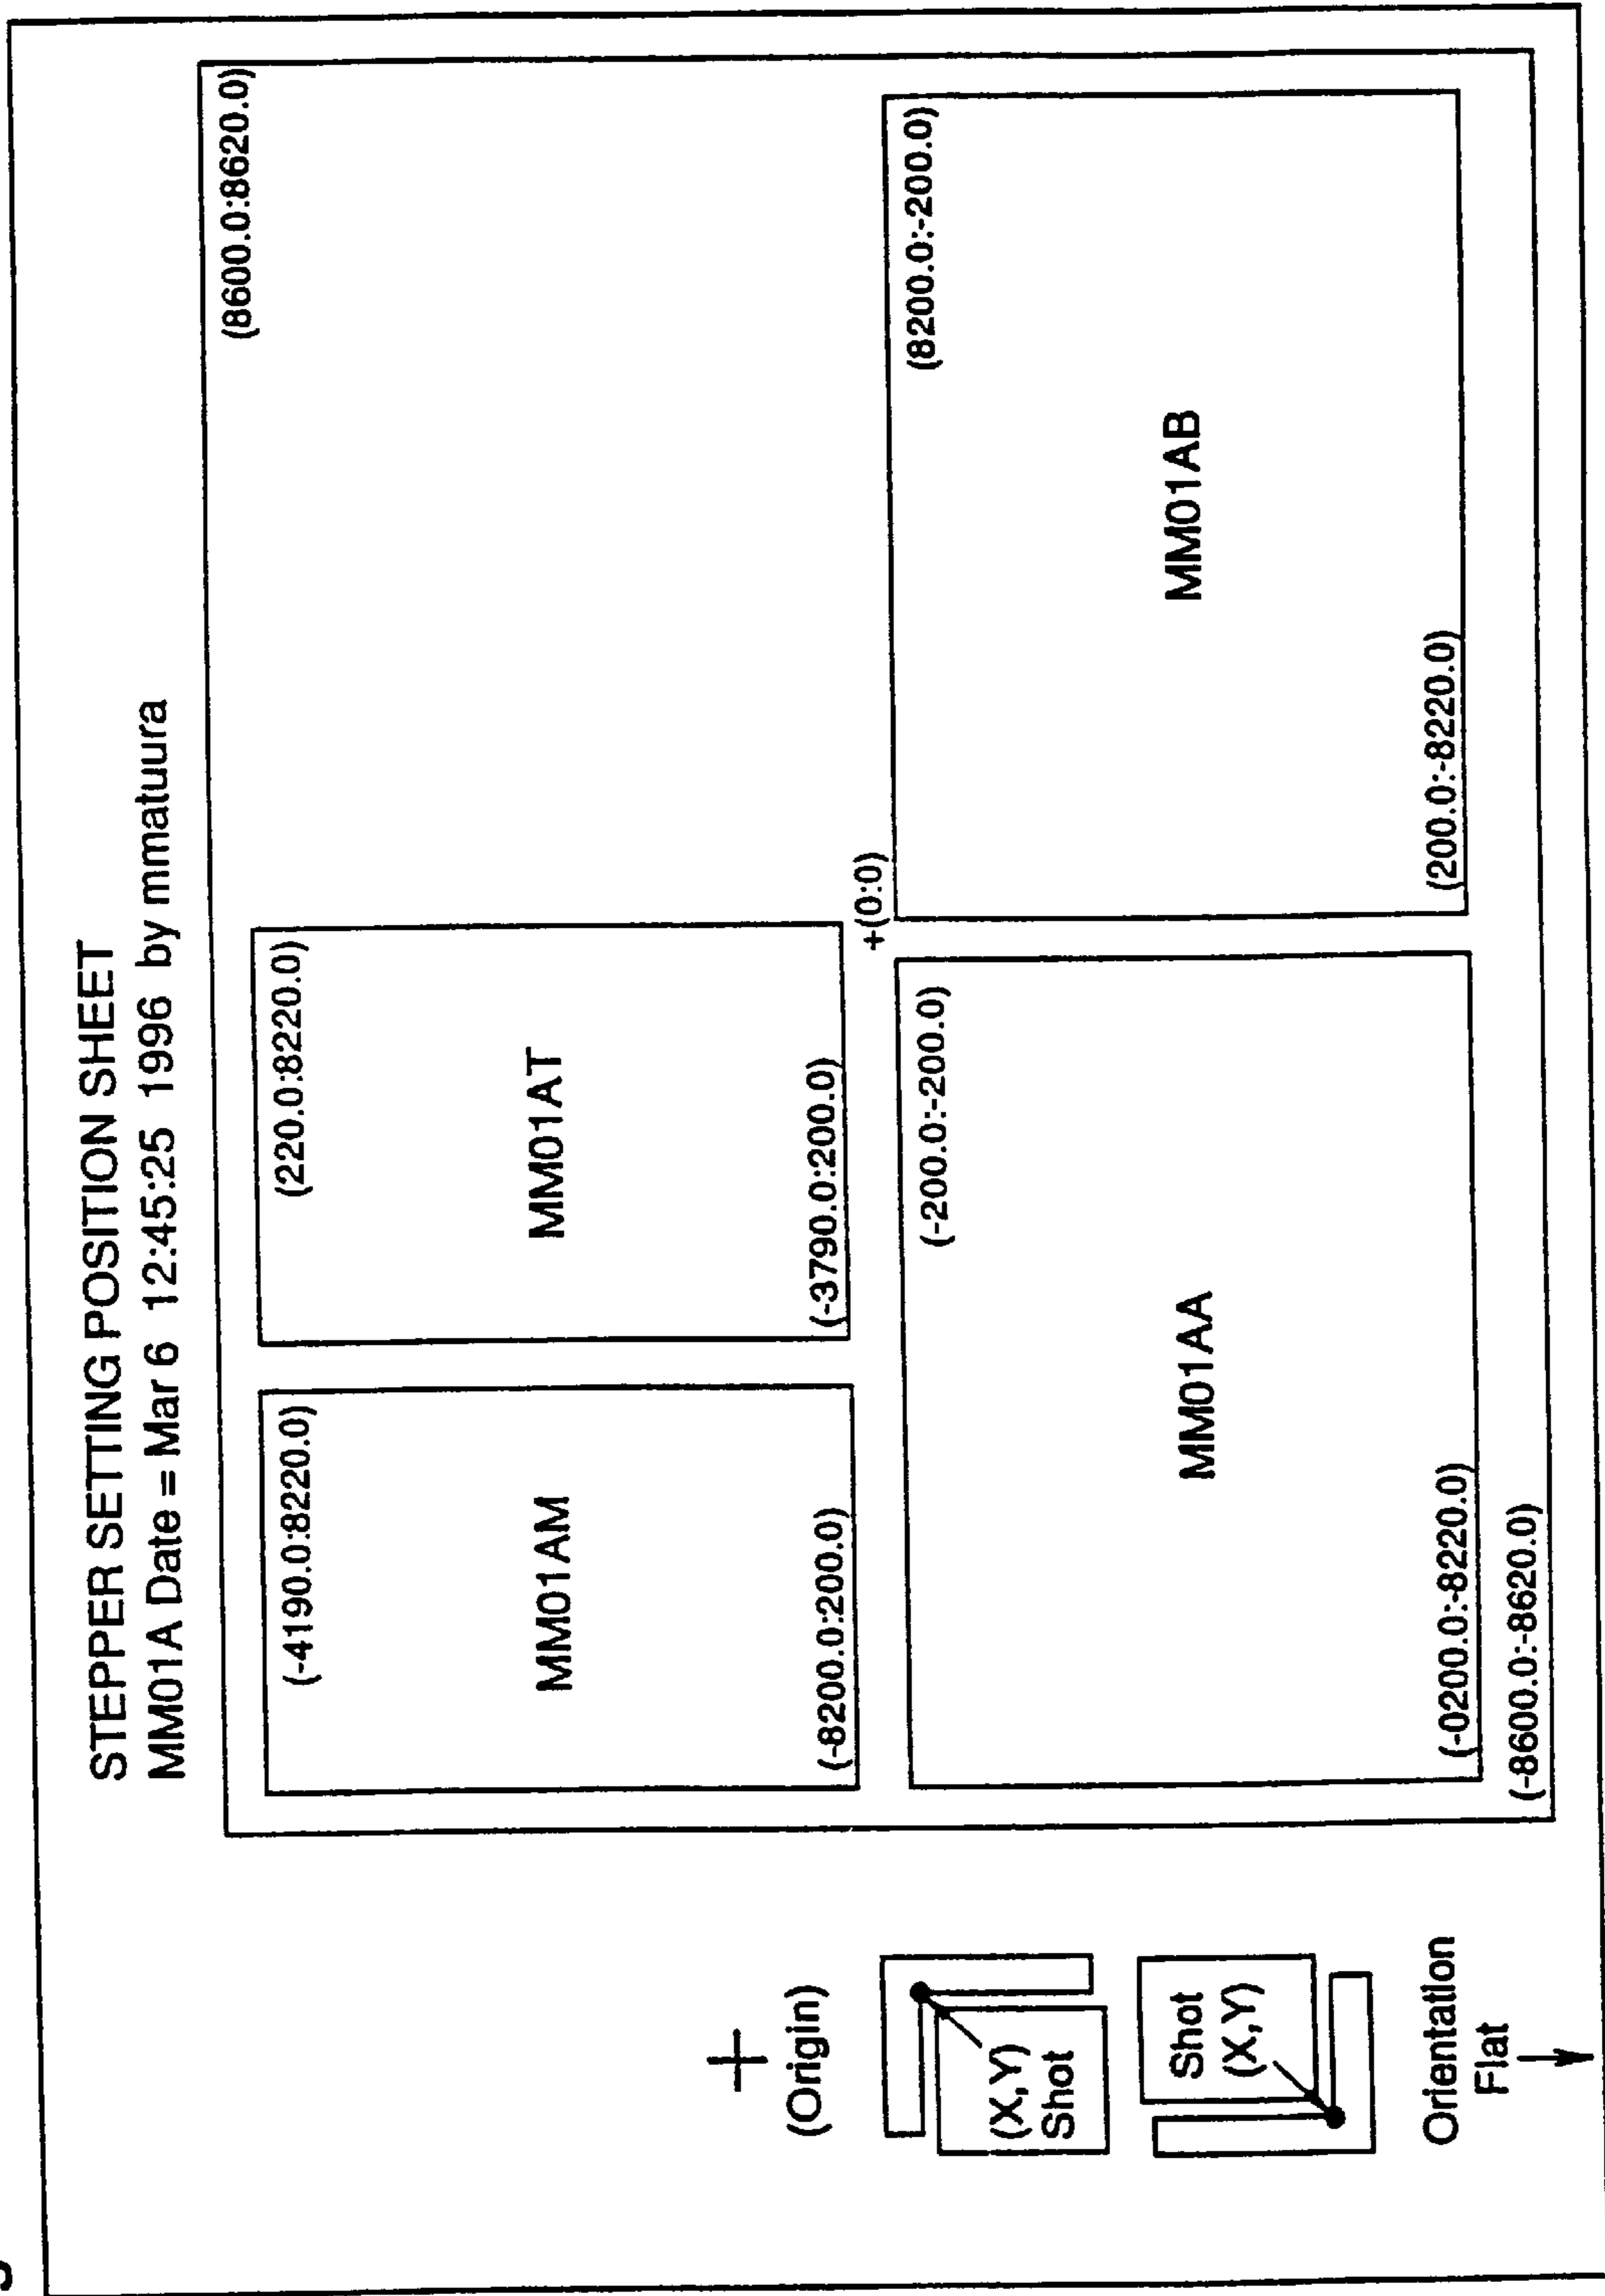 STEPPER SETTING POSITION SHEET
MM01A Date = Mar 6 12:45:25 1996 by mmatuura
(8600.0:8620.0)
(-4190.0:8220.0)
MM01AM
(-8200.0:200.0)
(220.0:8220.0)
MM01AT
(-3790.0:200.0)
+(0:0)
(-200.0:-200.0)
MM01AA
(-0200.0:-8220.0)
(8200.0:-200.0)
MM01AB
(200.0:-8220.0)
(-8600.0:-8620.0)
(Origin)
(X,Y)
Shot
Shot
(X,Y)
Orientation
Flat